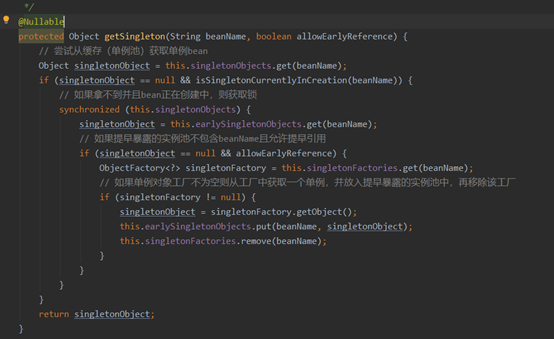 */
@Nullable
protected Object getSingleton(String beanName, boolean allowEarlyReference) {
// 尝试从缓存（单例池）获取单例bean
Object singletonObject = this.singletonObjects.get(beanName);
if (singletonObject == null && isSingletonCurrentlyInCreation(beanName)) {
// 如果拿不到并且bean正在创建中，则获取锁
synchronized (this.singletonObjects) {
singletonObject = this.earlySingletonObjects.get(beanName);
// 如果提早暴露的实例池不包含beanName且允许提早引用
if (singletonObject == null && allowEarlyReference) {
ObjectFactory<?> singletonFactory = this.singletonFactories.get(beanName);
// 如果单例对象工厂不为空则从工厂中获取一个单例，并放入提早暴露的实例池中，再移除该工厂
if (singletonFactory != null) {
singletonObject = singletonFactory.getObject();
this.earlySingletonObjects.put(beanName, singletonObject);
this.singletonFactories.remove(beanName);
}
}
}
}
return singletonObject;
}